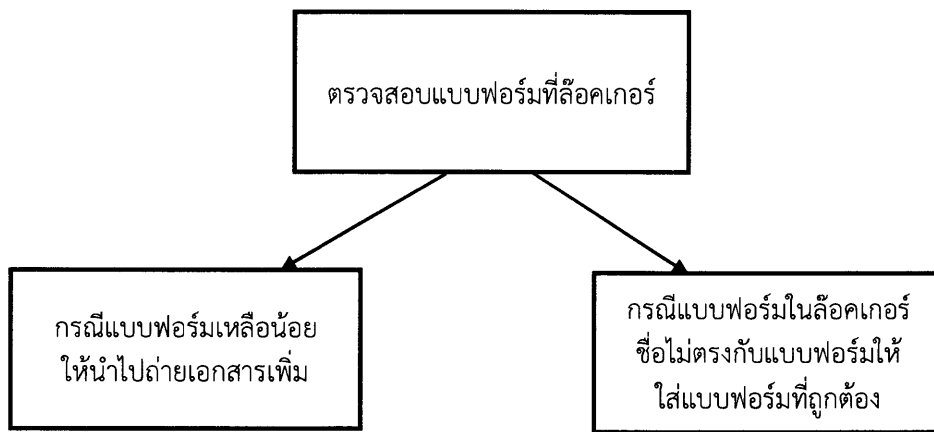 ตรวจสอบแบบฟอร์มที่ล๊อคเกอร์
กรณีแบบฟอร์มเหลือน้อย
ให้นำไปถ่ายเอกสารเพิ่ม
กรณีแบบฟอร์มในล๊อคเกอร์
ชื่อไม่ตรงกับแบบฟอร์มให้
ใส่แบบฟอร์มที่ถูกต้อง